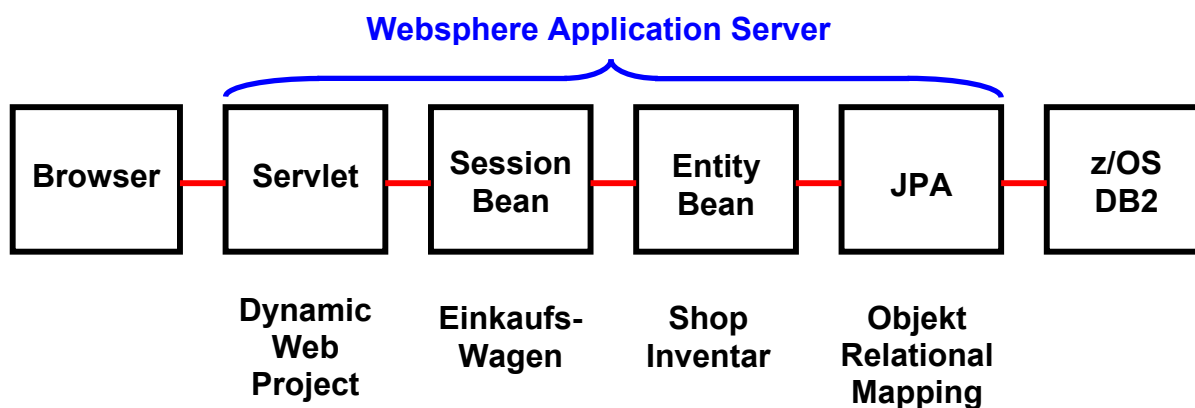 Websphere Application Server
Browser
Servlet
Session
Bean
Entity
Bean
JPA
z/OS
DB2
Dynamic
Web
Project
Einkaufs-
Wagen
Shop
Inventar
Objekt
Relational
Mapping